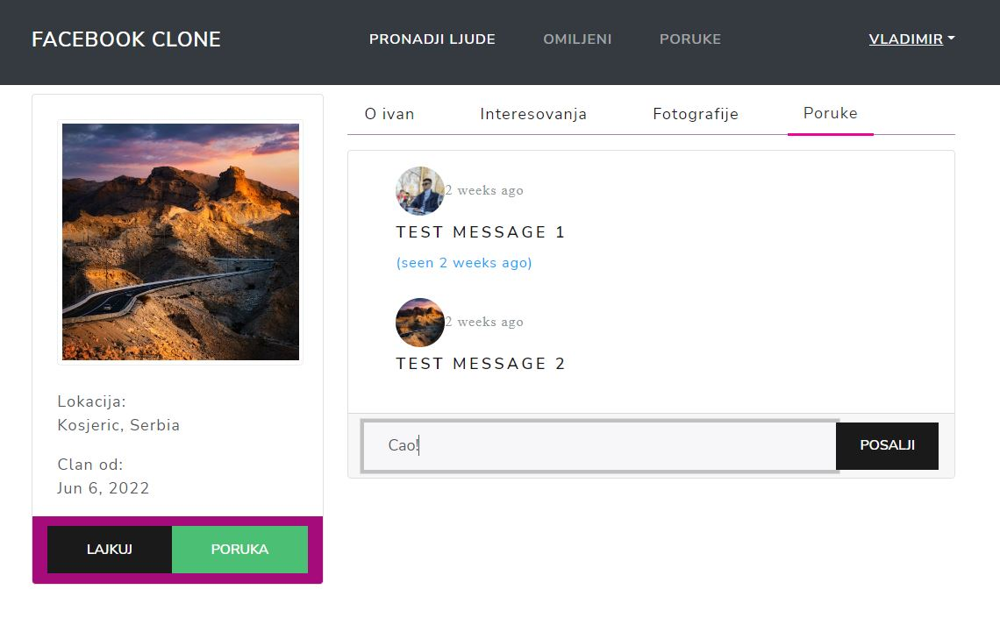 FACEBOOK CLONE
PRONADJI LJUDE
OMILJENI
PORUKE
VLADIMIR
Lokacija:
Kosjeric, Serbia
Clan od:
Jun 6, 2022
LAJKUJ
PORUKA
O ivan
Interesovanja
Fotografije
Poruke
2 weeks ago
TEST MESSAGE 1
(seen 2 weeks ago)
2 weeks ago
TEST MESSAGE 2
Cao!
POSALJI